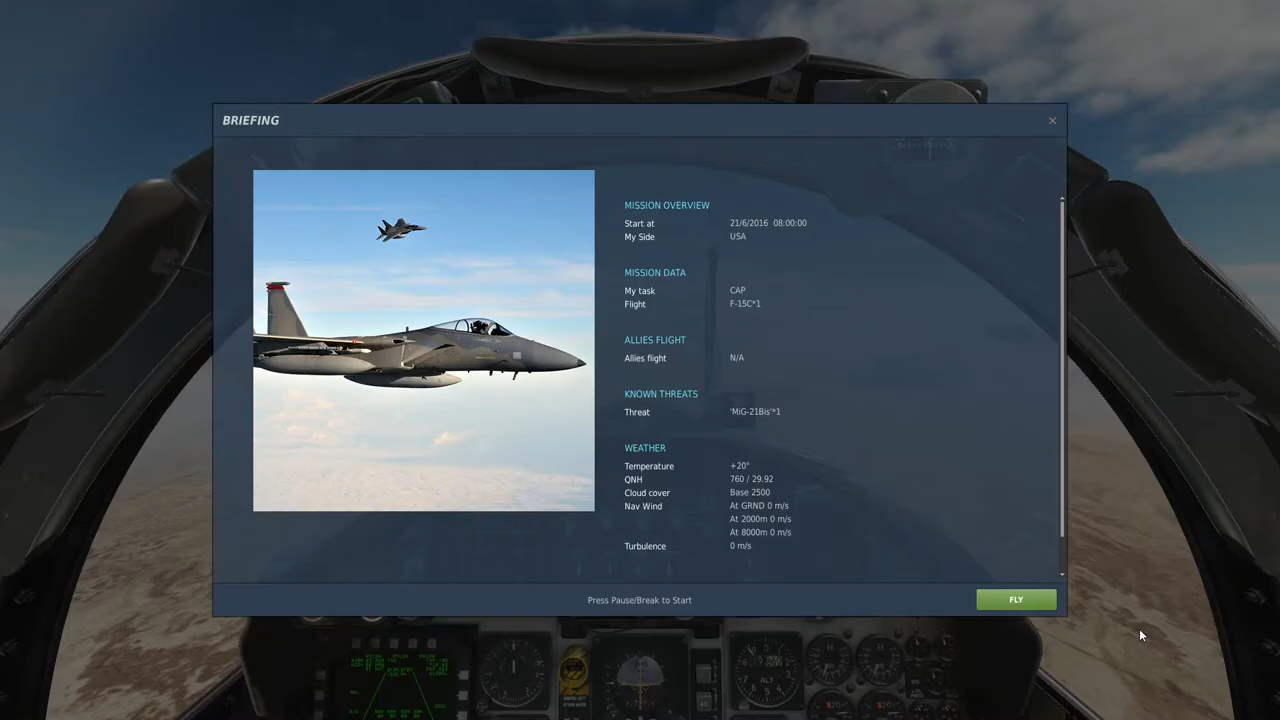 BRIEFING
MISSION OVERVIEW
Start at 21/6/2016 08:00:00
My Side USA
MISSION DATA
My task CAP
Flight F-15C*1
ALLIES FLIGHT
Allies flight N/A
KNOWN THREATS
Threat 'MiG-21Bis'*1
WEATHER
Temperature +20°
QNH 760 / 29.92
Cloud cover Base 2500
Nav Wind At GRND 0 m/s
At 2000m 0 m/s
At 8000m 0 m/s
Turbulence 0 m/s
Press Pause/Break to Start
FLY
ALT